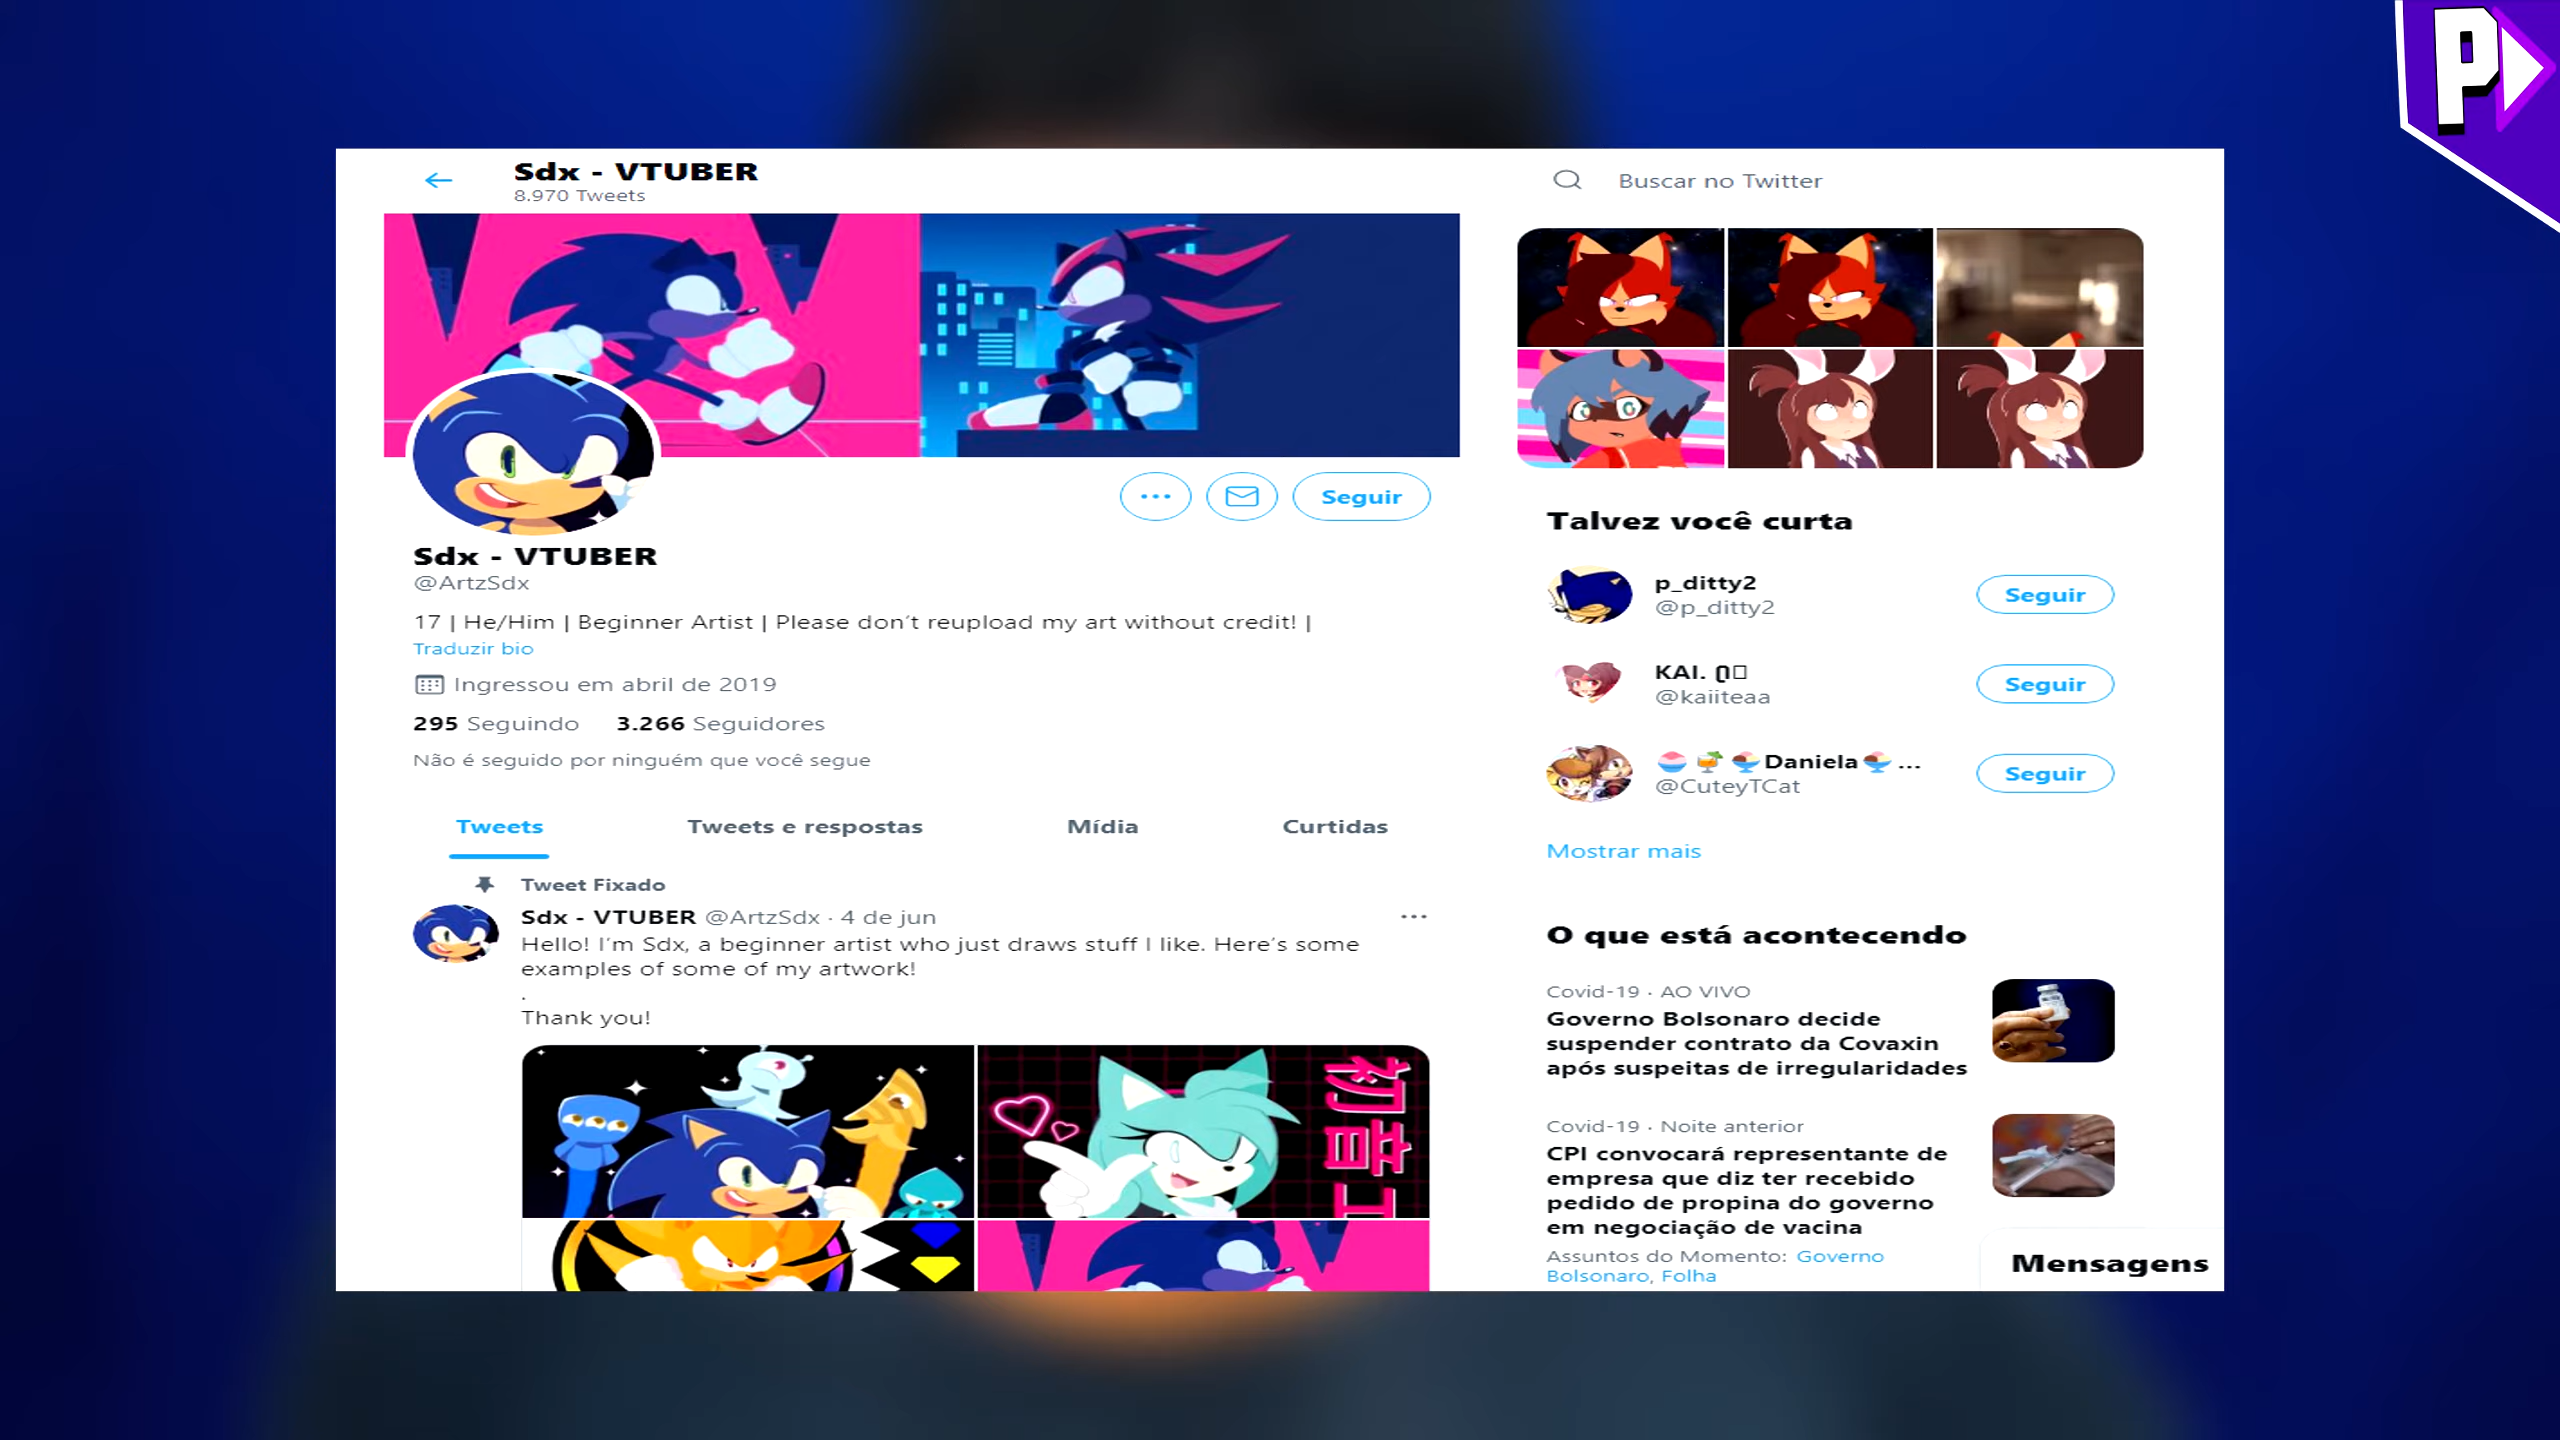 P
Sdx - VTUBER
8.970 Tweets
Seguir
Sdx - VTUBER
@ArtzSdx
17 | He/Him | Beginner Artist | Please don't reupload my art without credit! |
Traduzir bio
Ingressou em abril de 2019
295 Seguindo 3.266 Seguidores
Não é seguido por ninguém que você segue
Tweets Tweets e respostas Mídia Curtidas
Tweet Fixado
Sdx - VTUBER @ArtzSdx · 4 de jun
Hello! I'm Sdx, a beginner artist who just draws stuff I like. Here's some
examples of some of my artwork!
.
Thank you!
初音
Buscar no Twitter
Talvez você curta
p_ditty2
@p_ditty2
Seguir
KAI.
@kaiiteaa
Seguir
🍧🍹🍨Daniela🍨...
@CuteyTCat
Seguir
Mostrar mais
O que está acontecendo
Covid-19 · AO VIVO
Governo Bolsonaro decide
suspender contrato da Covaxin
após suspeitas de irregularidades
Covid-19 · Noite anterior
CPI convocará representante de
empresa que diz ter recebido
pedido de propina do governo
em negociação de vacina
Assuntos do Momento: Governo
Bolsonaro, Folha
Mensagens